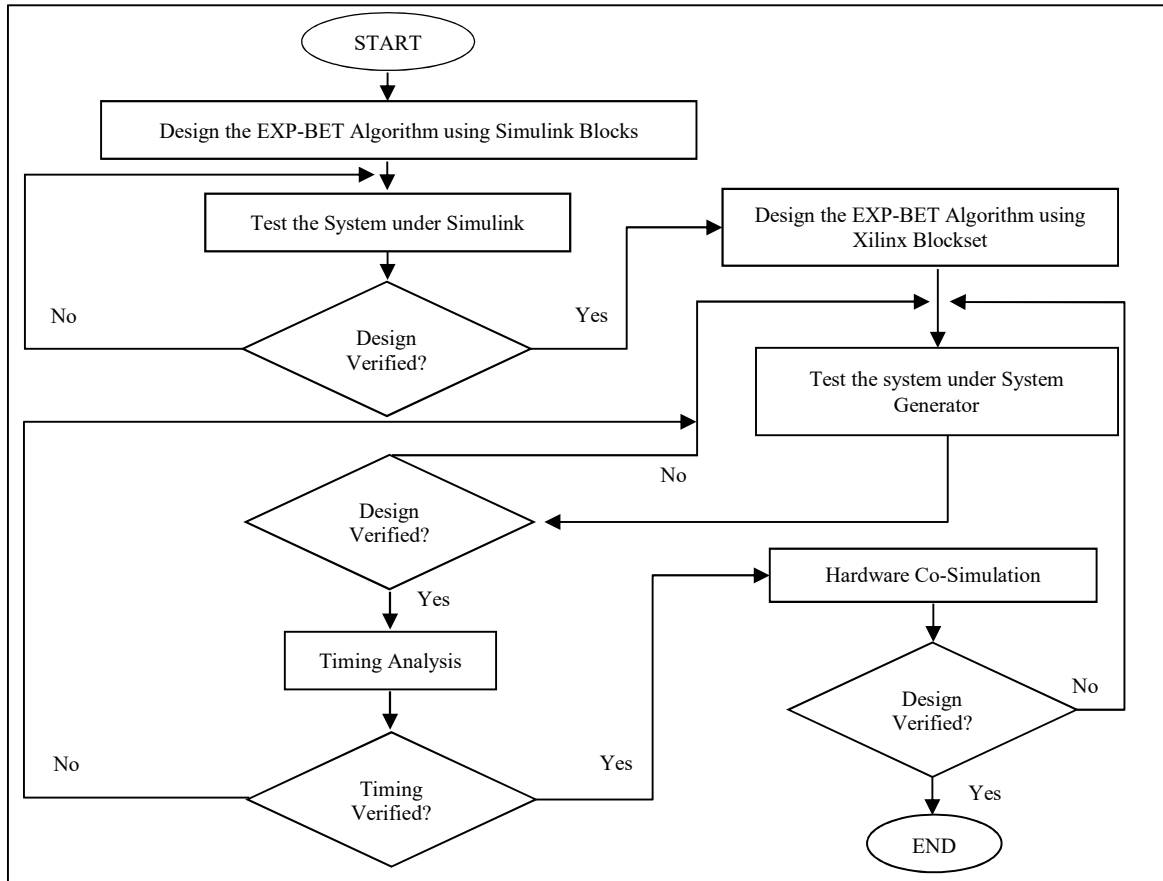 START
Design the EXP-BET Algorithm using Simulink Blocks
Test the System under Simulink
Design the EXP-BET Algorithm using
Xilinx Blockset
No
Yes
Design
Verified?
Test the system under System
Generator
No
Design
Verified?
Yes
Hardware Co-Simulation
Timing Analysis
Design
Verified?
No
No
Yes
Timing
Verified?
Yes
END